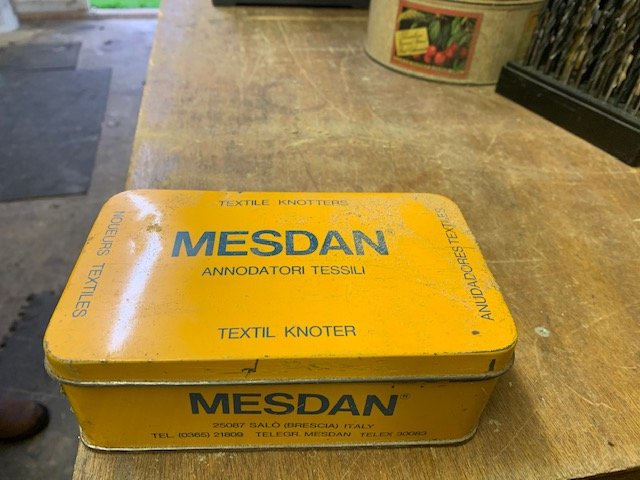 TEXTILE KNOTTERS
NOUEURS TEXTILES
MESDAN®
ANNODATORI TESSILI
ANUDADORES TEXTILES
TEXTIL KNOTER
MESDAN®
25087 SALÒ (BRESCIA) ITALY
TEL. (0365) 21809 TELEGR. MESDAN TELEX 30083